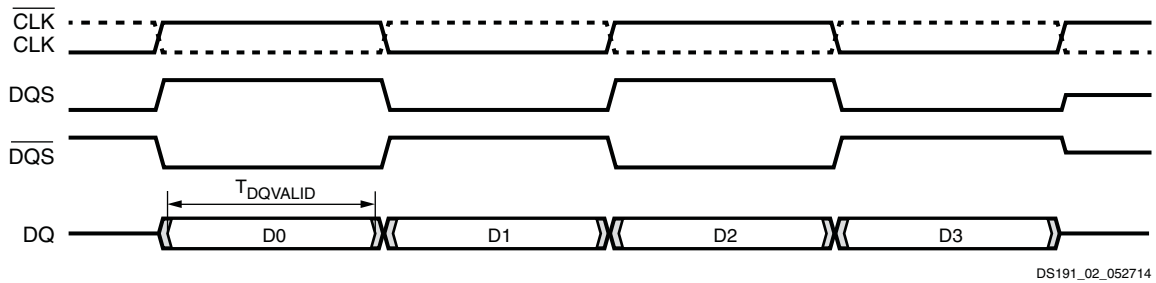 CLK
CLK
DQS
DQS
TDQVALID
DQ
D0
D1
D2
D3
DS191_02_052714